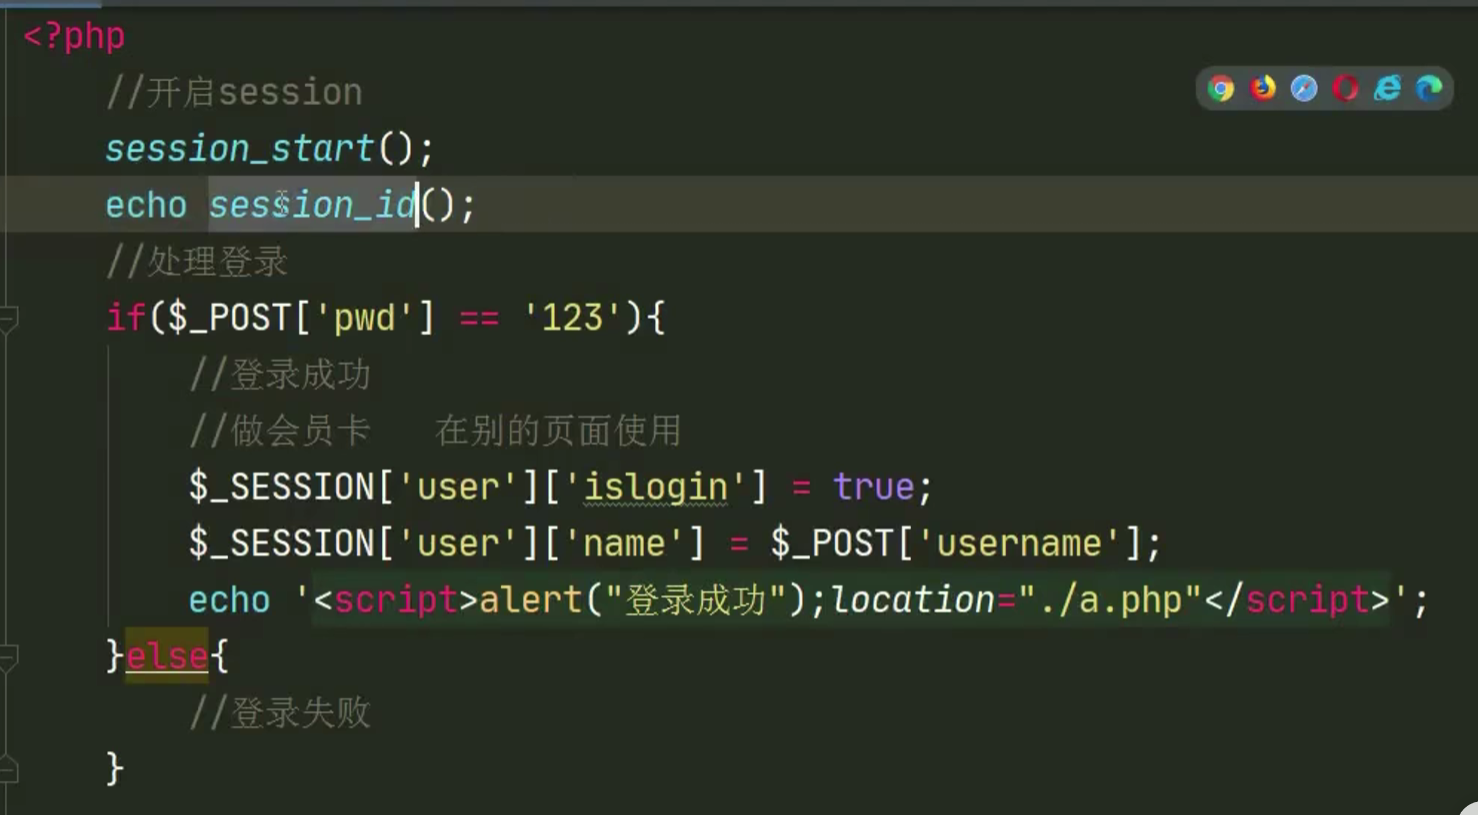 <?php
//开启session
session_start();
echo session_id();
//处理登录
if($_POST['pwd'] == '123'){
//登录成功
//做会员卡 在别的页面使用
$_SESSION['user']['islogin'] = true;
$_SESSION['user']['name'] = $_POST['username'];
echo '<script>alert("登录成功");location="./a.php"</script>';
}else{
//登录失败
}